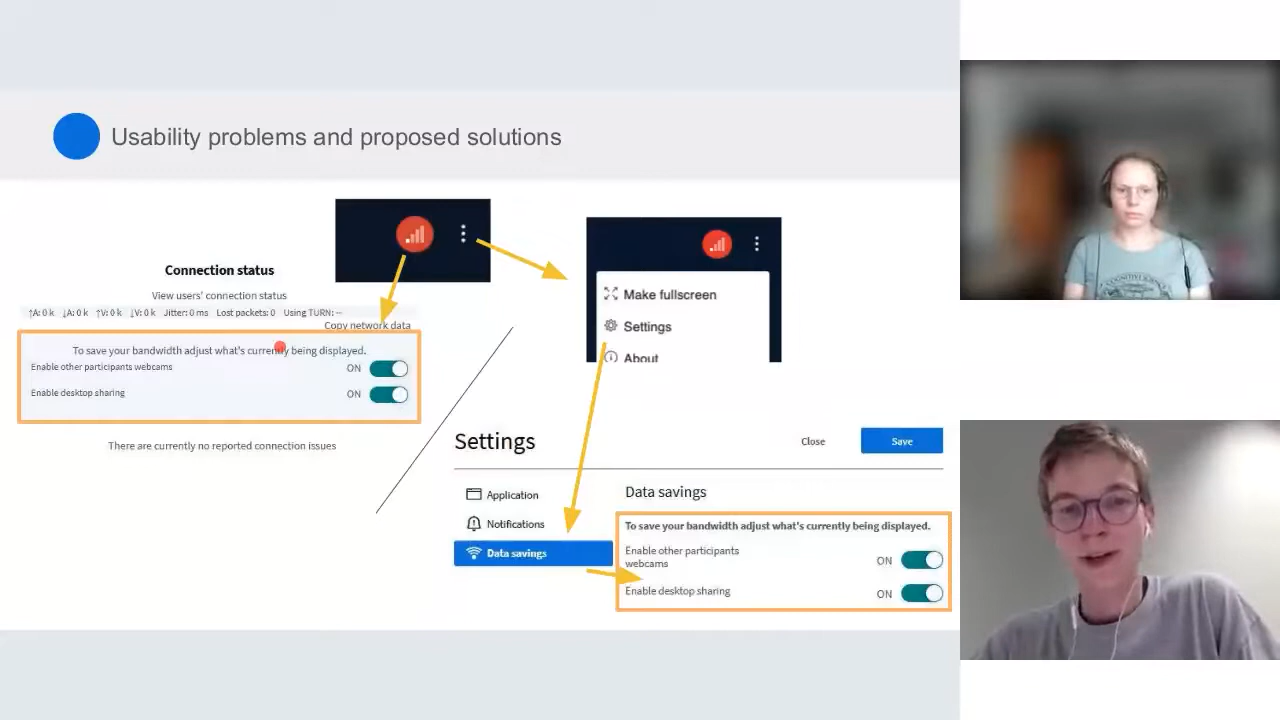 Usability problems and proposed solutions
Connection status
View users' connection status
↑A: 0 k ↓A: 0 k ↑V: 0 k ↓V: 0 k Jitter: 0 ms Lost packets: 0 Using TURN: --
Copy network data
To save your bandwidth adjust what's currently being displayed.
Enable other participants webcams ON
Enable desktop sharing ON
There are currently no reported connection issues
Make fullscreen
Settings
About
Settings Close Save
Application
Notifications
Data savings
Data savings
To save your bandwidth adjust what's currently being displayed.
Enable other participants
webcams ON
Enable desktop sharing ON